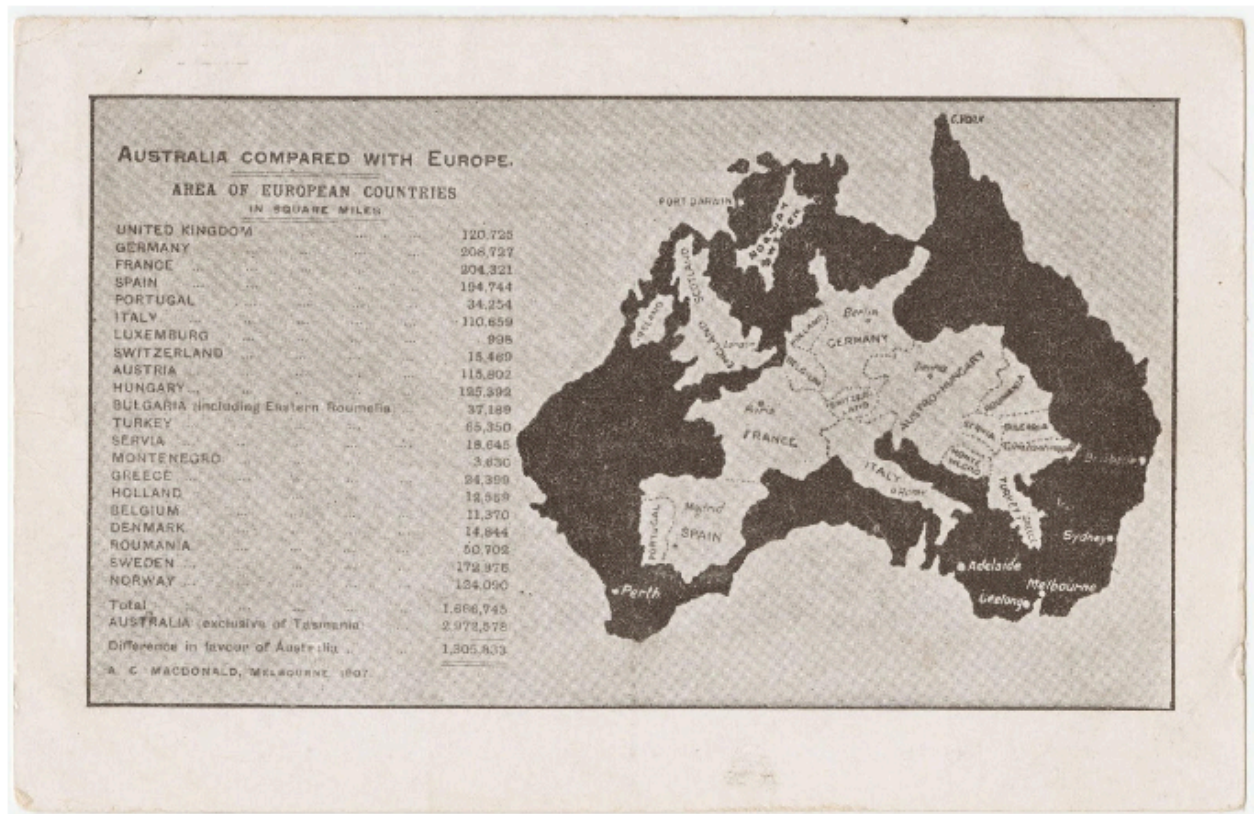 AUSTRALIA COMPARED WITH EUROPE.
AREA OF EUROPEAN COUNTRIES
IN SQUARE MILES
UNITED KINGDOM ... ... ... 120,725
GERMANY ... ... ... 208,727
FRANCE ... ... ... 204,321
SPAIN ... ... ... 194,744
PORTUGAL ... ... ... 34,254
ITALY ... ... ... 110,659
LUXEMBURG ... ... ... 998
SWITZERLAND ... ... ... 15,469
AUSTRIA ... ... ... 115,802
HUNGARY ... ... ... 125,392
BULGARIA (including Eastern Roumelia) 37,189
TURKEY ... ... ... 65,350
SERVIA ... ... ... 18,645
MONTENEGRO ... ... ... 3,630
GREECE ... ... ... 24,399
HOLLAND ... ... ... 12,559
BELGIUM ... ... ... 11,370
DENMARK ... ... ... 14,844
ROUMANIA ... ... ... 50,702
SWEDEN ... ... ... 172,976
NORWAY ... ... ... 124,090
Total ... ... ... 1,666,745
AUSTRALIA (exclusive of Tasmania) ... 2,972,578
Difference in favour of Australia ... ... 1,305,833
A. C. MACDONALD, MELBOURNE
C. YORK
PORT DARWIN
NORWAY
SWEDEN
SCOTLAND
IRELAND
ENGLAND
London
HOLLAND
Berlin
GERMANY
BELGIUM
SWITZER-
LAND
AUSTRO-HUNGARY
ROUMANIA
SERVIA
BULGARIA
Constantinople
MONTE
NEGRO
FRANCE
ITALY
Rome
TURKEY
GREECE
Madrid
PORTUGAL
SPAIN
Brisbane
Sydney
Adelaide
Melbourne
Geelong
Perth